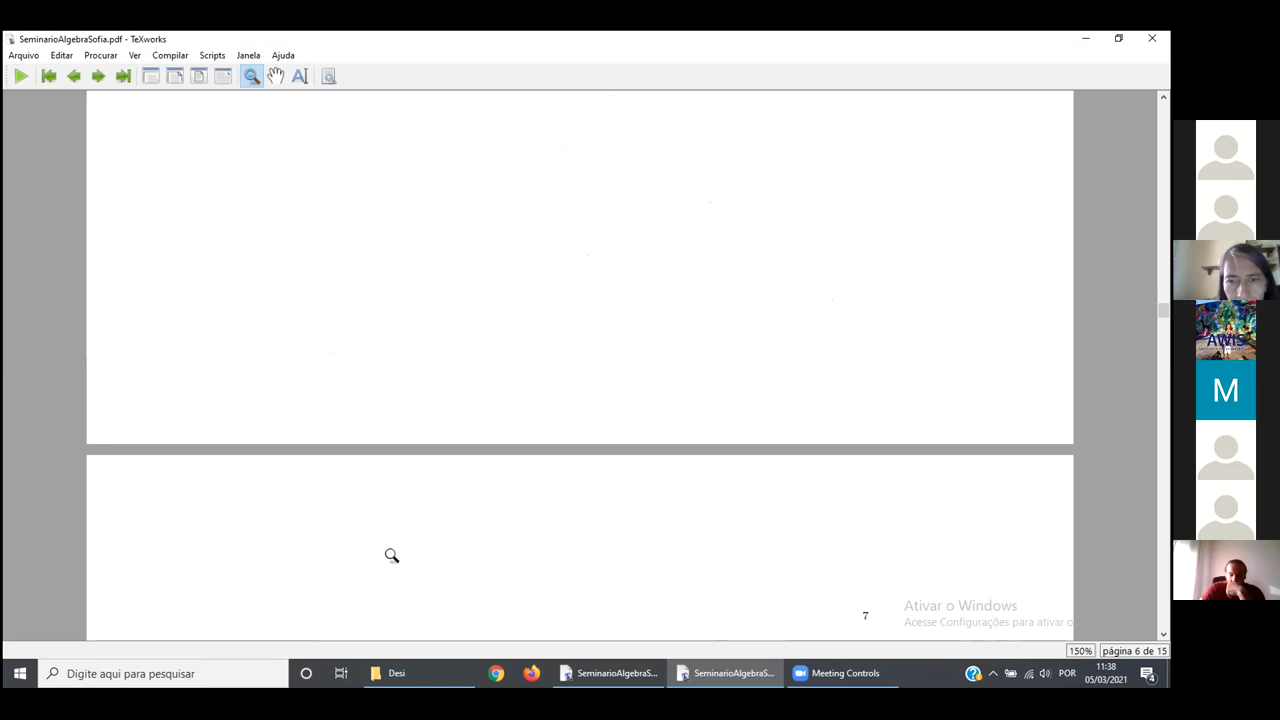 SeminarioAlgebraSofia.pdf - TeXworks
Arquivo Editar Procurar Ver Compilar Scripts Janela Ajuda
AWIS
M
7
Ativar o Windows
Acesse Configurações para ativar o
150% página 6 de 15
Digite aqui para pesquisar
Desi
SeminarioAlgebraS...
SeminarioAlgebraS...
Meeting Controls
POR
11:38
05/03/2021
4